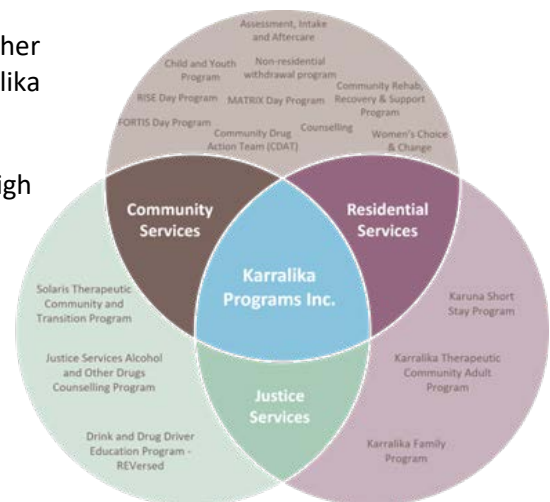 her
lika
igh
Assessment, Intake
and Aftercare
Child and Youth
Program
Non-residential
withdrawal program
RISE Day Program
MATRIX Day Program
Community Rehab,
Recovery & Support
Program
FORTIS Day Program
Community Drug
Action Team (CDAT)
Counselling
Women's Choice
& Change
Community
Services
Residential
Services
Karralika
Programs Inc.
Solaris Therapeutic
Community and
Transition Program
Justice Services Alcohol
and Other Drugs
Counselling Program
Drink and Drug Driver
Education Program -
REVersed
Karuna Short
Stay Program
Karralika Therapeutic
Community Adult
Program
Karralika Family
Program
Justice
Services